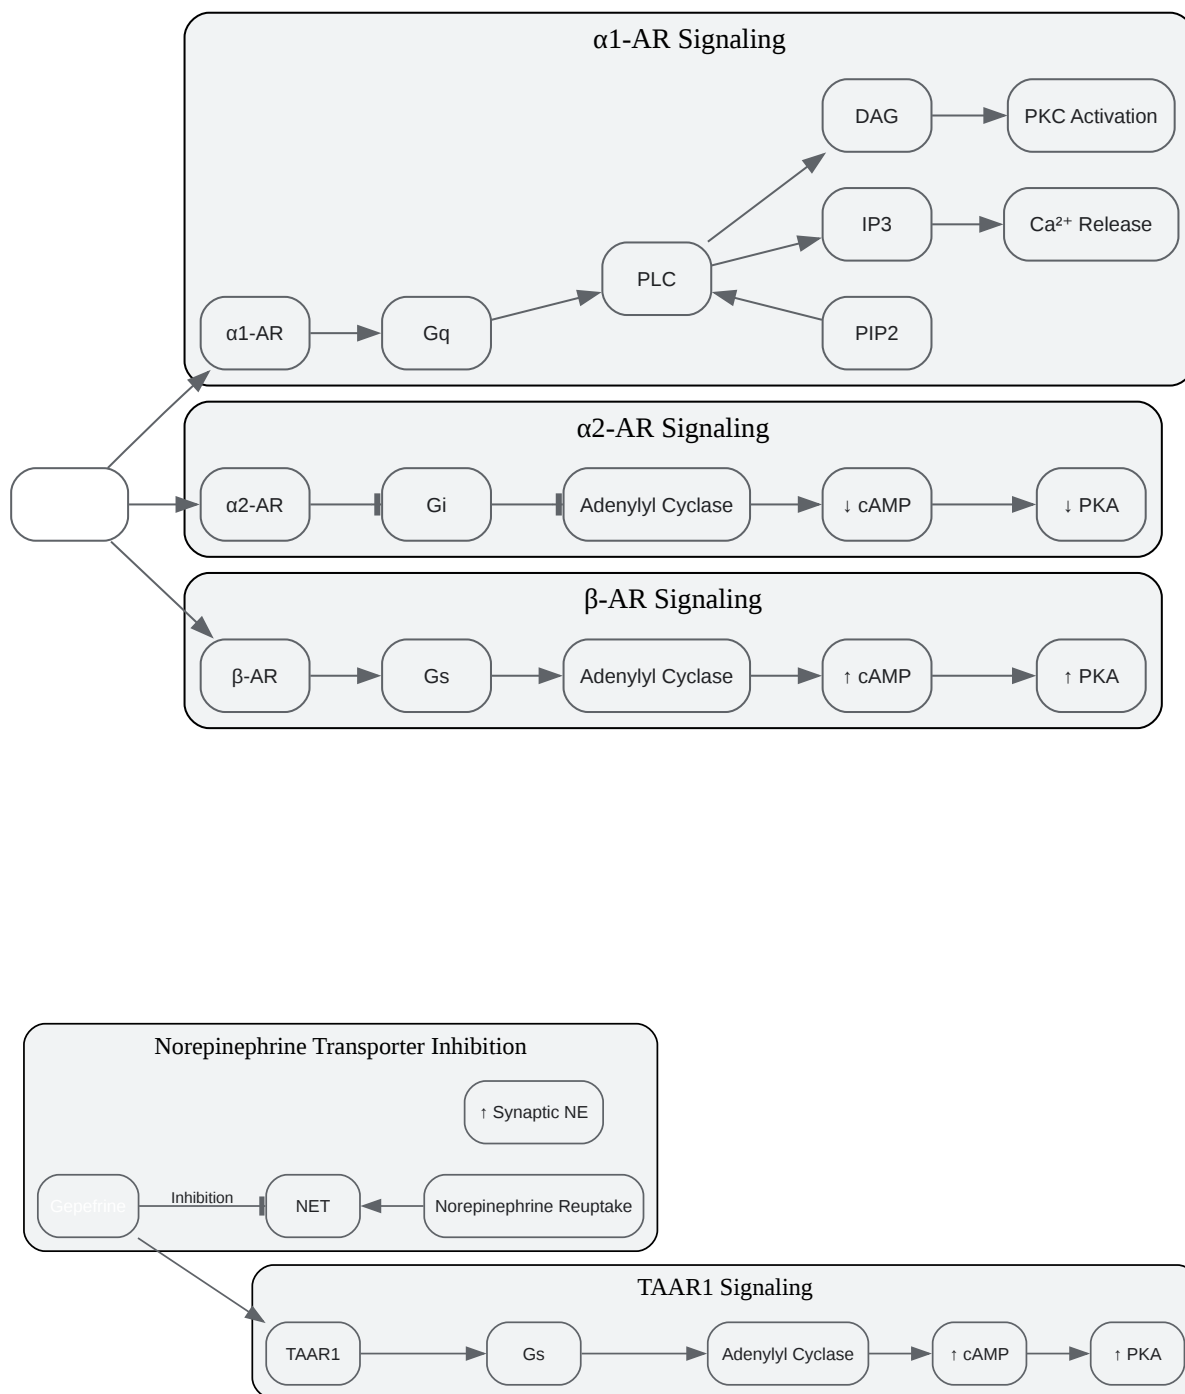 α1-AR Signaling
DAG
PKC Activation
IP3
Ca²⁺ Release
PLC
α1-AR
Gq
PIP2
α2-AR Signaling
α2-AR
Gi
Adenylyl Cyclase
↓ cAMP
↓ PKA
β-AR Signaling
β-AR
Gs
Adenylyl Cyclase
↑ cAMP
↑ PKA
Norepinephrine Transporter Inhibition
↑ Synaptic NE
Gepefrine
Inhibition
NET
Norepinephrine Reuptake
TAAR1 Signaling
TAAR1
Gs
Adenylyl Cyclase
↑ cAMP
↑ PKA